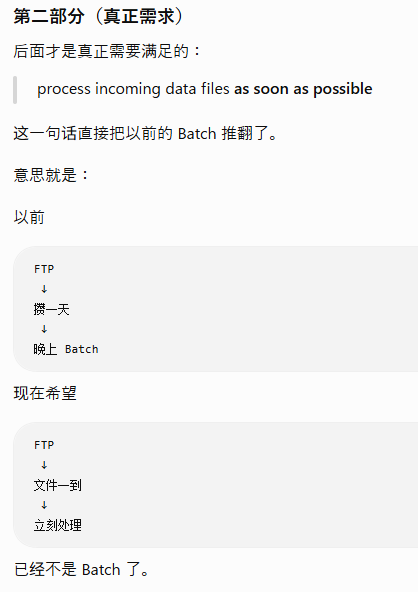 第二部分（真正需求）
后面才是真正需要满足的：
process incoming data files as soon as possible
这一句话直接把以前的 Batch 推翻了。
意思就是：
以前
FTP
↓
攒一天
↓
晚上 Batch
现在希望
FTP
↓
文件一到
↓
立刻处理
已经不是 Batch 了。